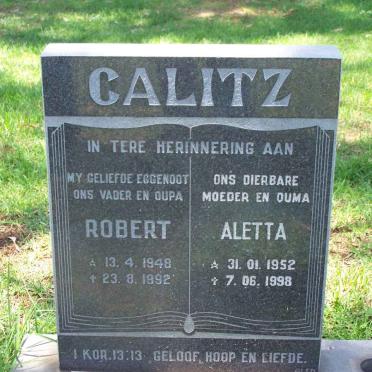 CALITZ
IN TERE HERINNERING AAN
MY GELIEFDE EGGENOOT
ONS VADER EN OUPA
ROBERT
☆ 13. 4. 1948
✝ 23. 8. 1992
ONS DIERBARE
MOEDER EN OUMA
ALETTA
☆ 31. 01. 1952
✝ 7. 06. 1998
1 KOR.13:13 GELOOF, HOOP EN LIEFDE.